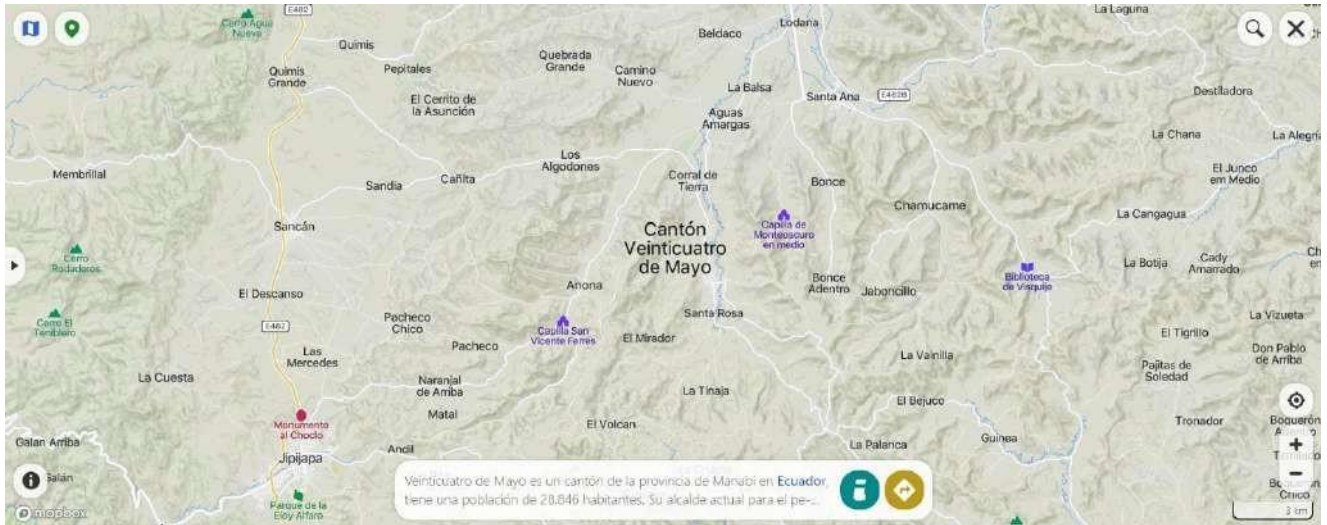 E482
La Laguna
Cerro Agua
Nueva
Lodana
Beldaco
Quimis
Quebrada
Grande
Pepitales
Camino
Nuevo
Quimis
Grande
La Balsa
Destiladora
Santa Ana
E462B
El Cerrito de
la Asunción
Aguas
Amargas
La Chana
La Alegría
Los
Algodones
El Junco
em Medio
Membrillal
Cañita
Sandia
Corral de
Tierra
Bonce
Chamucame
La Cangagua
Sancán
Cantón
Veinticuatro
de Mayo
Capilla de
Monteoscuro
en medio
Cerro
Rodaderos
Biblioteca
de Visquije
La Botija
Cady
Amarrado
Bonce
Adentro
Jaboncillo
El Descanso
Anona
Cerro El
Temblero
E482
Pacheco
Chico
Capilla San
Vicente Ferres
Santa Rosa
La Vizueta
El Mirador
El Tigrillo
Las
Mercedes
Pacheco
La Vainilla
Don Pablo
de Arriba
Pajitas de
Soledad
La Cuesta
Naranjal
de Arriba
La Tinaja
El Bejuco
Matal
Monumento
al Choclo
El Volcan
Tronador
Boquerón
Galan Arriba
Andil
La Palanca
Guinea
Jipijapa
Galán
Veinticuatro de Mayo es un cantón de la provincia de Manabí en Ecuador,
tiene una población de 28.846 habitantes. Su alcalde actual para el pe-...
Parque de la
Eloy Alfaro
Chico
mapbox
3 km